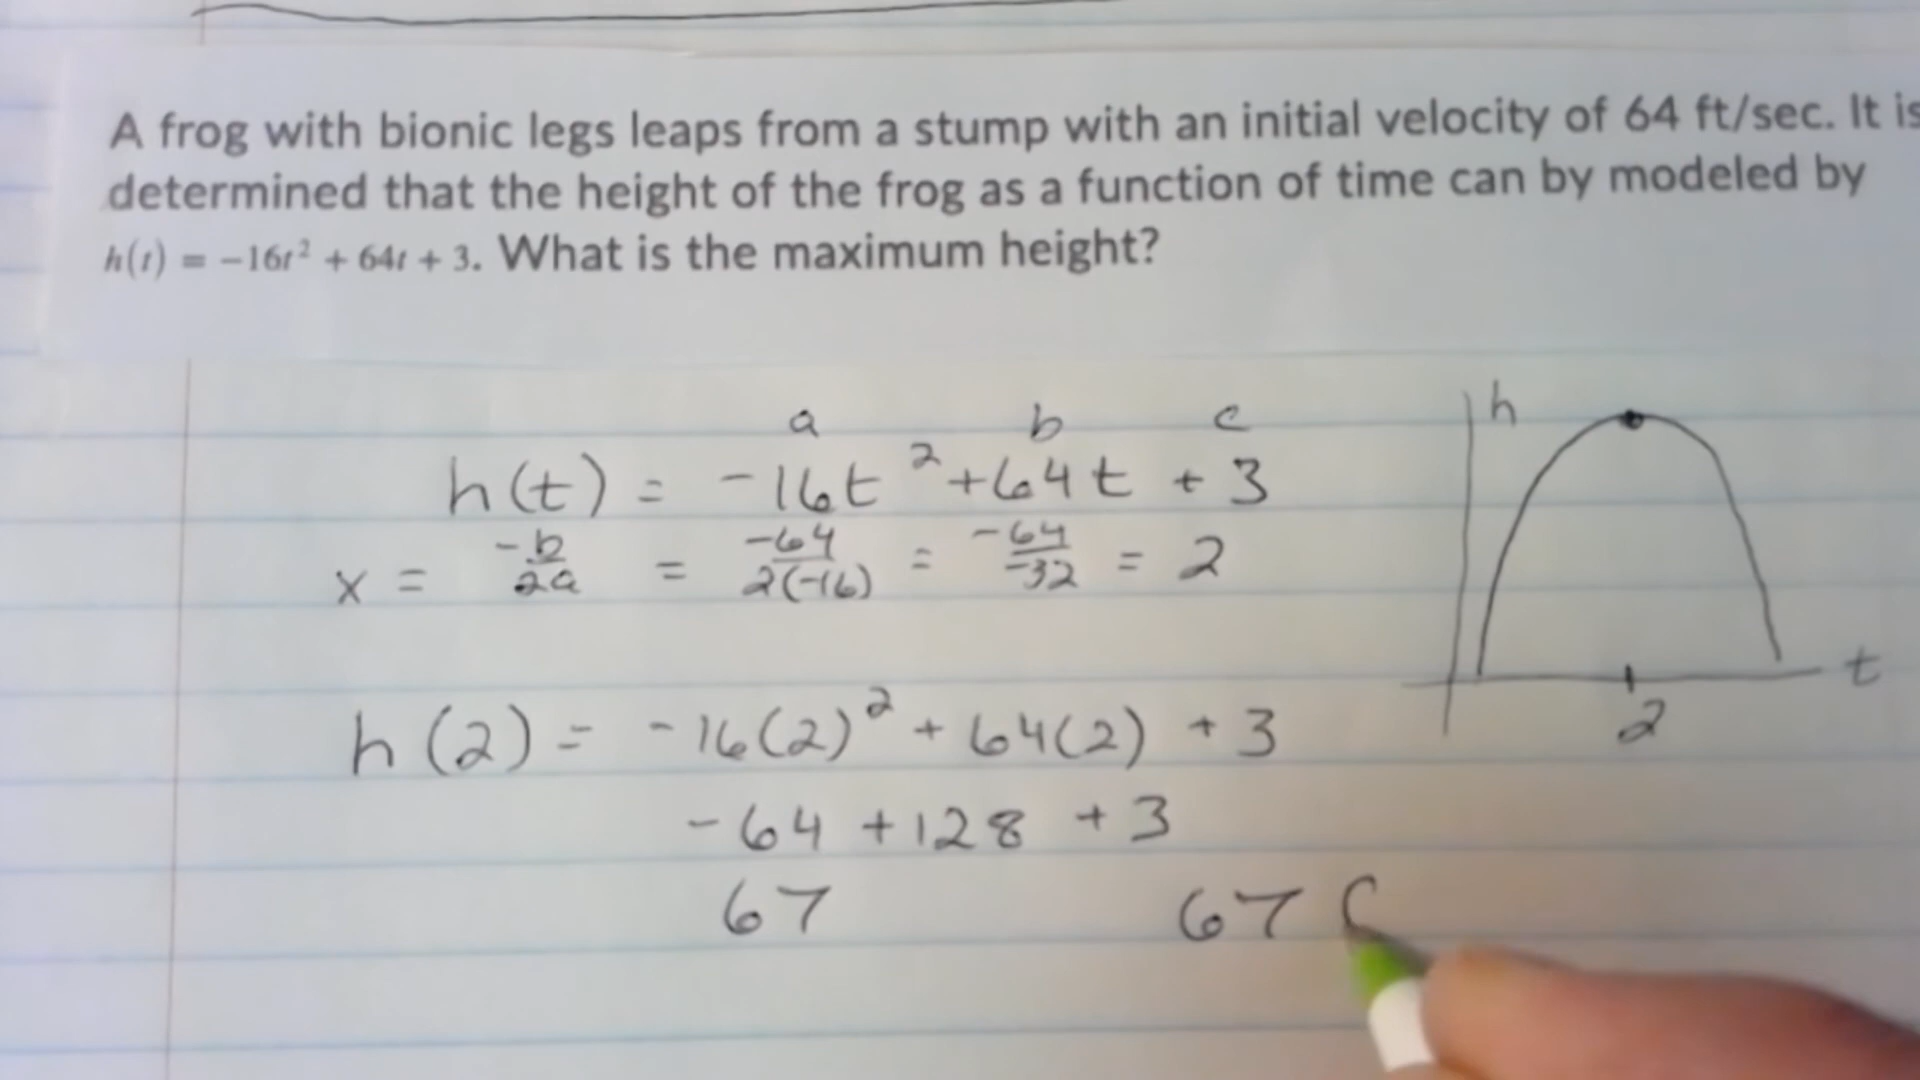 A frog with bionic legs leaps from a stump with an initial velocity of 64 ft/sec. It is
determined that the height of the frog as a function of time can by modeled by
h(t) = -16t² + 64t + 3. What is the maximum height?
a b c
h(t) = -16t² + 64t + 3
x = -b/2a = -64/2(-16) = -64/-32 = 2
h(2) = -16(2)² + 64(2) + 3
-64 + 128 + 3
67 67
h
t
2